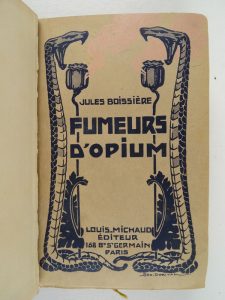 JULES BOISSIÈRE
FUMEURS
D'OPIUM
LOUIS-MICHAUD
ÉDITEUR
168 Bd ST GERMAIN
PARIS